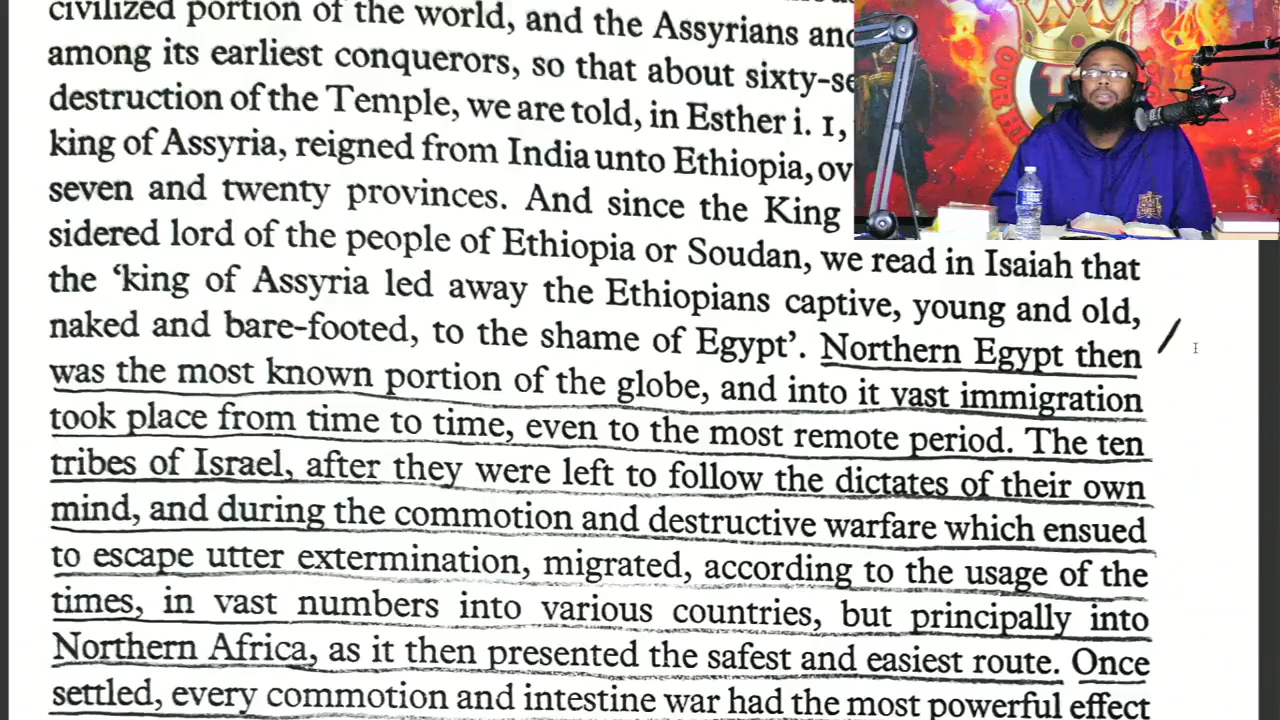 civilized portion of the world, and the Assyrians and
among its earliest conquerors, so that about sixty-se
destruction of the Temple, we are told, in Esther i. 1,
king of Assyria, reigned from India unto Ethiopia, ov
seven and twenty provinces. And since the King
sidered lord of the people of Ethiopia or Soudan, we read in Isaiah that
the ‘king of Assyria led away the Ethiopians captive, young and old,
naked and bare-footed, to the shame of Egypt’. Northern Egypt then
was the most known portion of the globe, and into it vast immigration
took place from time to time, even to the most remote period. The ten
tribes of Israel, after they were left to follow the dictates of their own
mind, and during the commotion and destructive warfare which ensued
to escape utter extermination, migrated, according to the usage of the
times, in vast numbers into various countries, but principally into
Northern Africa, as it then presented the safest and easiest route. Once
settled, every commotion and intestine war had the most powerful effect
OUR